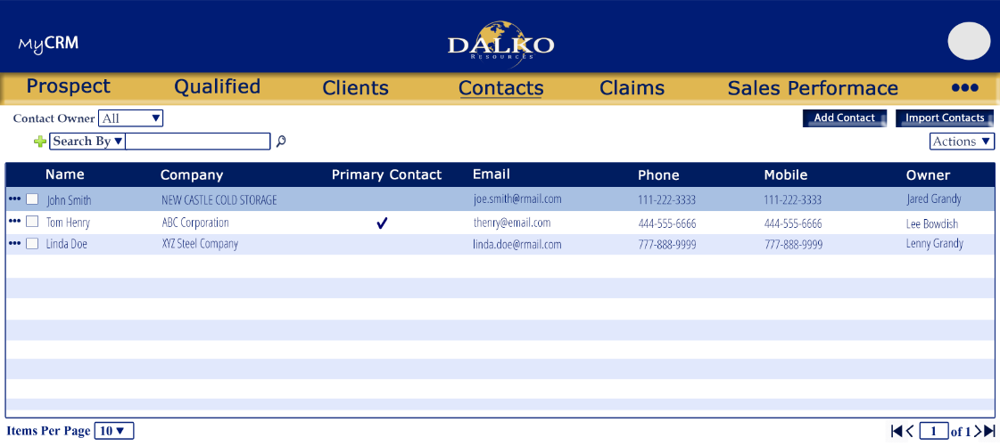 MyCRM
DALKO
RESOURCES
Prospect Qualified Clients Contacts Claims Sales Performace •••
Contact Owner All ▼ Add Contact Import Contacts
Search By ▼ Actions ▼
Name Company Primary Contact Email Phone Mobile Owner
••• John Smith NEW CASTLE COLD STORAGE joe.smith@rmail.com 111-222-3333 111-222-3333 Jared Grandy
••• Tom Henry ABC Corporation ✓ thenry@email.com 444-555-6666 444-555-6666 Lee Bowdish
••• Linda Doe XYZ Steel Company linda.doe@rmail.com 777-888-9999 777-888-9999 Lenny Grandy
Items Per Page 10 ▼ 1 of 1